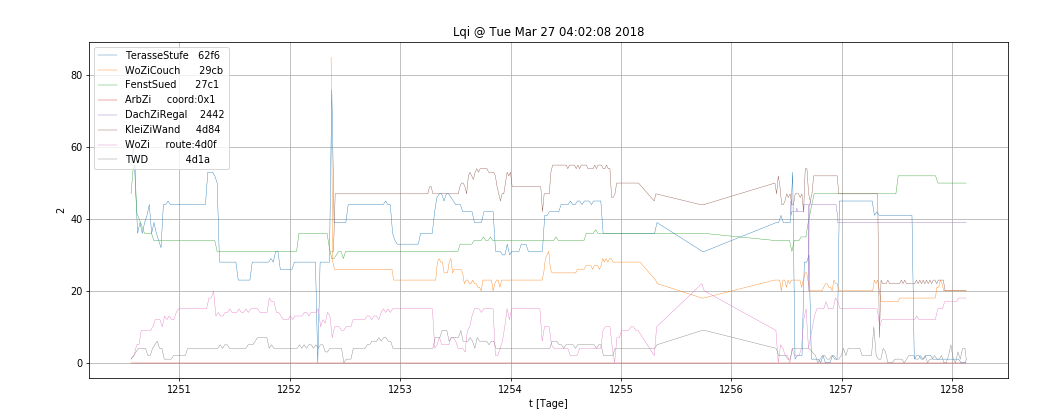 Lqi @ Tue Mar 27 04:02:08 2018
TerasseStufe 62f6
WoZiCouch 29cb
FenstSued 27c1
ArbZi coord:0x1
DachZiRegal 2442
KleiZiWand 4d84
WoZi route:4d0f
TWD 4d1a
80
60
40
20
0
2
1251 1252 1253 1254 1255 1256 1257 1258
t [Tage]